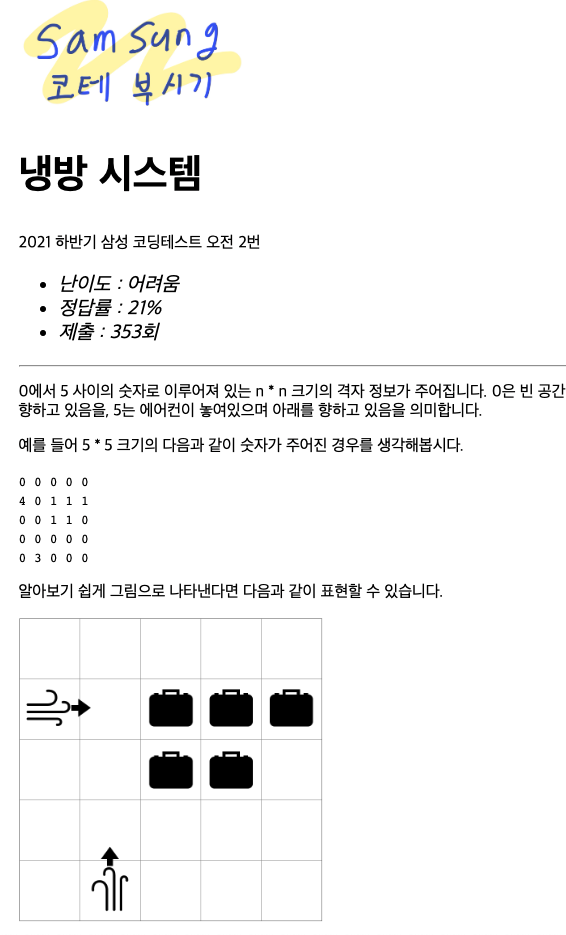 Samsung
코테 부시기
냉방 시스템
2021 하반기 삼성 코딩테스트 오전 2번
난이도 : 어려움
정답률 : 21%
제출 : 353회
0에서 5 사이의 숫자로 이루어져 있는 n * n 크기의 격자 정보가 주어집니다. 0은 빈 공간
향하고 있음을, 5는 에어컨이 놓여있으며 아래를 향하고 있음을 의미합니다.
예를 들어 5 * 5 크기의 다음과 같이 숫자가 주어진 경우를 생각해봅시다.
0 0 0 0 0
4 0 1 1 1
0 0 1 1 0
0 0 0 0 0
0 3 0 0 0
알아보기 쉽게 그림으로 나타낸다면 다음과 같이 표현할 수 있습니다.